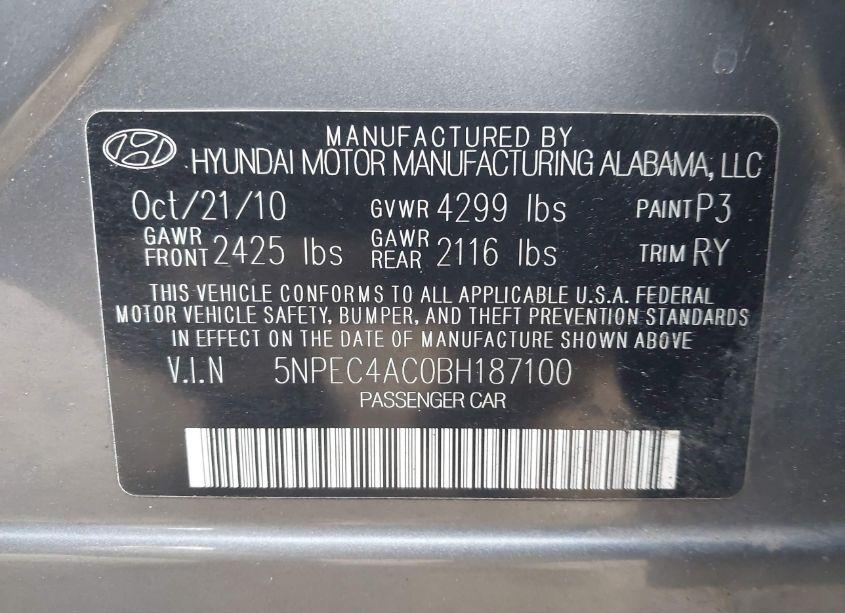 MANUFACTURED BY
HYUNDAI MOTOR MANUFACTURING ALABAMA, LLC
Oct/21/10 GVWR 4299 lbs PAINT P3
GAWR FRONT 2425 lbs GAWR REAR 2116 lbs TRIM RY
THIS VEHICLE CONFORMS TO ALL APPLICABLE U.S.A. FEDERAL
MOTOR VEHICLE SAFETY, BUMPER, AND THEFT PREVENTION STANDARDS
IN EFFECT ON THE DATE OF MANUFACTURE SHOWN ABOVE
V.I.N 5NPEC4AC0BH187100
PASSENGER CAR